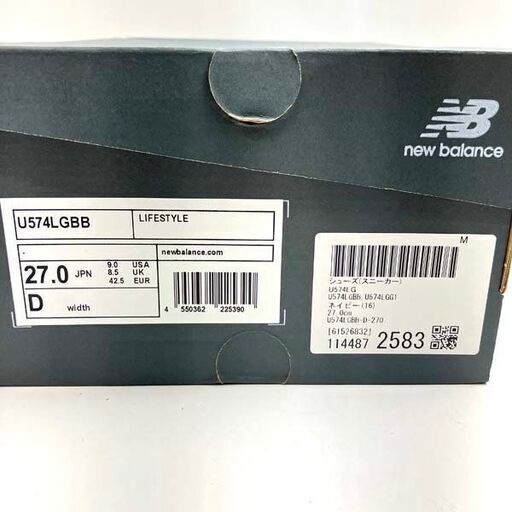 NB
new balance
U574LGBB
LIFESTYLE
-
newbalance.com
27.0 JPN
9.0 USA
8.5 UK
42.5 EUR
D width
4 550362 225390
M
シューズ(スニーカー)
U574LG
U574LGBB,U574LGG1
ネイビー(16)
27.0cm
U574LGBB-D-270
[61526832]
114487 2583